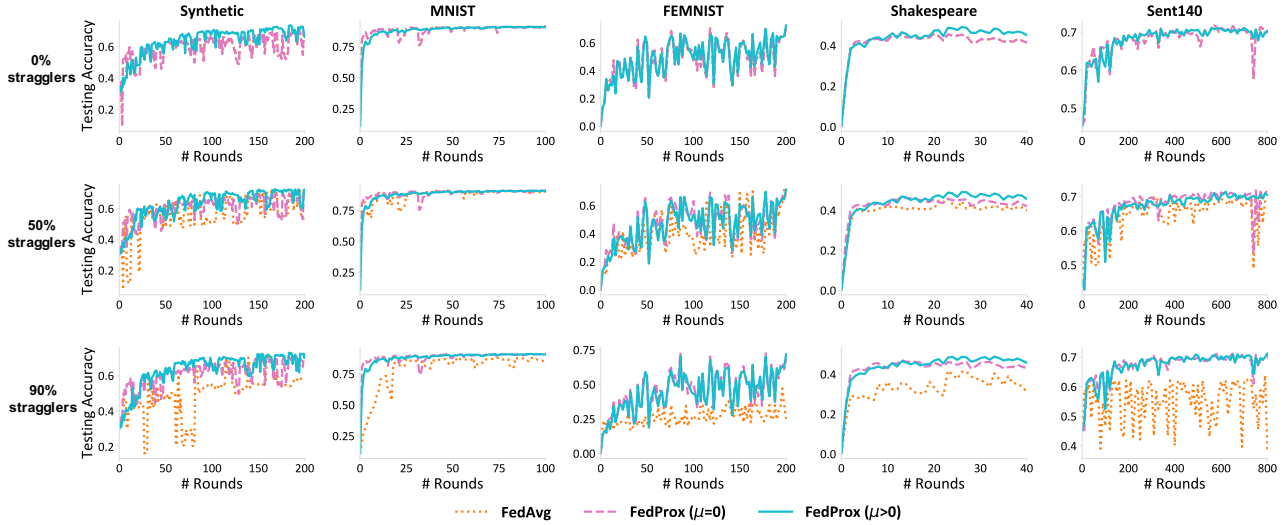 Synthetic MNIST FEMNIST Shakespeare Sent140
0%
stragglers
Testing Accuracy
0.2 0.4 0.6
0 50 100 150 200
# Rounds
0.25 0.50 0.75
0 25 50 75 100
# Rounds
0.0 0.2 0.4 0.6
0 50 100 150 200
# Rounds
0.0 0.2 0.4
0 10 20 30 40
# Rounds
0.5 0.6 0.7
0 200 400 600 800
# Rounds
50%
stragglers
Testing Accuracy
0.2 0.4 0.6
0 50 100 150 200
# Rounds
0.25 0.50 0.75
0 25 50 75 100
# Rounds
0.0 0.2 0.4 0.6
0 50 100 150 200
# Rounds
0.0 0.2 0.4
0 10 20 30 40
# Rounds
0.5 0.6 0.7
0 200 400 600 800
# Rounds
90%
stragglers
Testing Accuracy
0.2 0.4 0.6
0 50 100 150 200
# Rounds
0.25 0.50 0.75
0 25 50 75 100
# Rounds
0.00 0.25 0.50 0.75
0 50 100 150 200
# Rounds
0.0 0.2 0.4
0 10 20 30 40
# Rounds
0.4 0.5 0.6 0.7
0 200 400 600 800
# Rounds
FedAvg FedProx (μ=0) FedProx (μ>0)